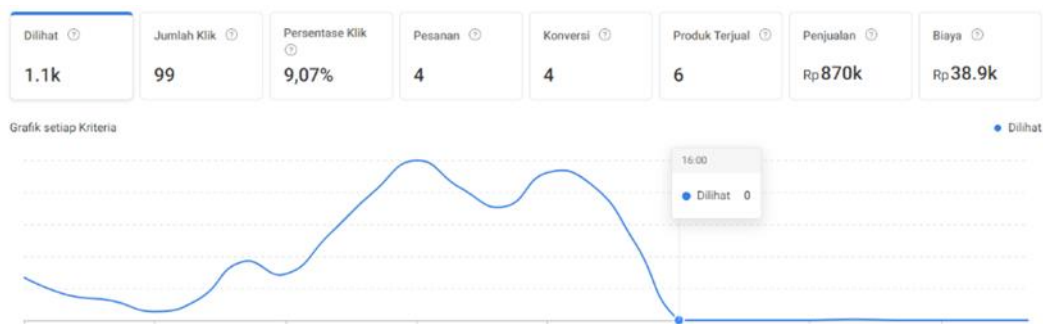 Dilihat
1.1k
Jumlah Klik
99
Persentase Klik
9,07%
Pesanan
4
Konversi
4
Produk Terjual
6
Penjualan
Rp870k
Biaya
Rp38.9k
Grafik setiap Kriteria
Dilihat
16:00
Dilihat 0